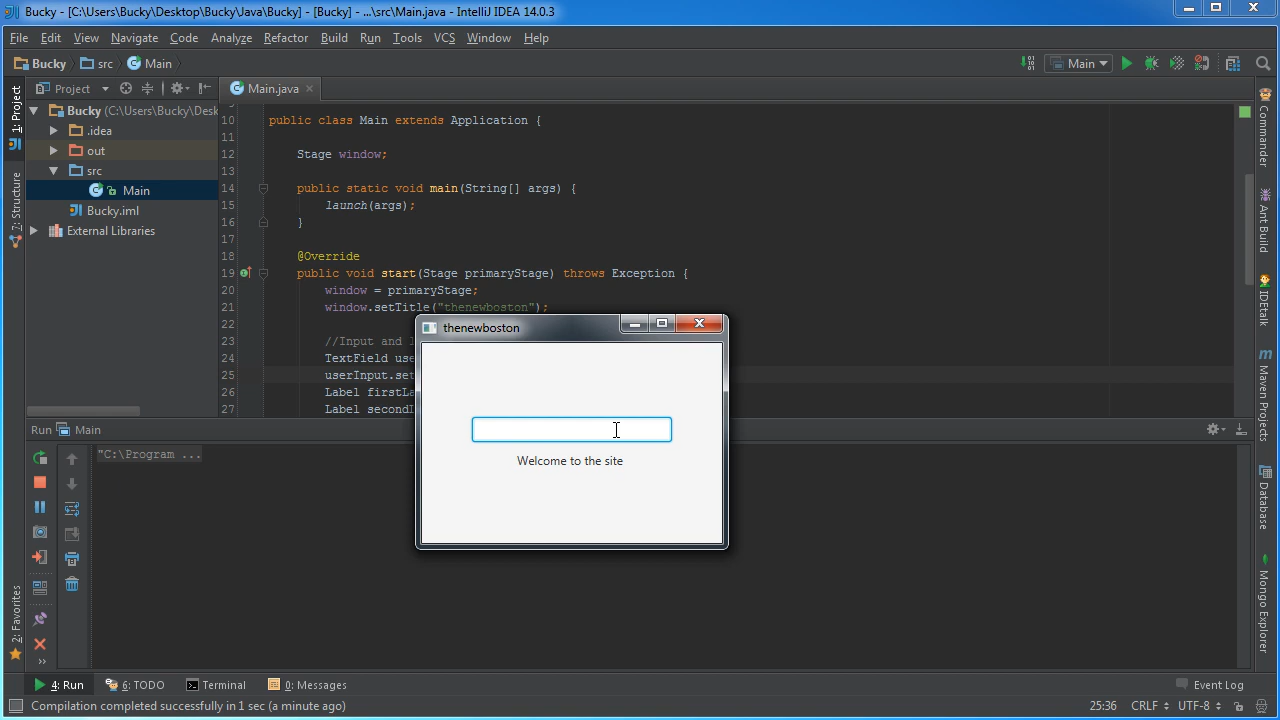 Bucky - [C:\Users\Bucky\Desktop\Bucky\Java\Bucky] - [Bucky] - ...\src\Main.java - IntelliJ IDEA 14.0.3
File Edit View Navigate Code Analyze Refactor Build Run Tools VCS Window Help
Bucky src Main Main
Project Main.java
Bucky (C:\Users\Bucky\Desk
.idea
out
src
Main
Bucky.iml
External Libraries
1: Project
7: Structure
2: Favorites
10 public class Main extends Application {
11
12 Stage window;
13
14 public static void main(String[] args) {
15 launch(args);
16 }
17
18 @Override
19 public void start(Stage primaryStage) throws Exception {
20 window = primaryStage;
21 window.setTitle("thenewboston");
22
23 //Input and l
24 TextField use
25 userInput.set
26 Label firstLa
27 Label secondL
thenewboston
Welcome to the site
Run Main
"C:\Program ...
Commander
Ant Build
IDEtalk
Maven Projects
Database
Mongo Explorer
4: Run 6: TODO Terminal 0: Messages Event Log
Compilation completed successfully in 1 sec (a minute ago) 25:36 CRLF UTF-8